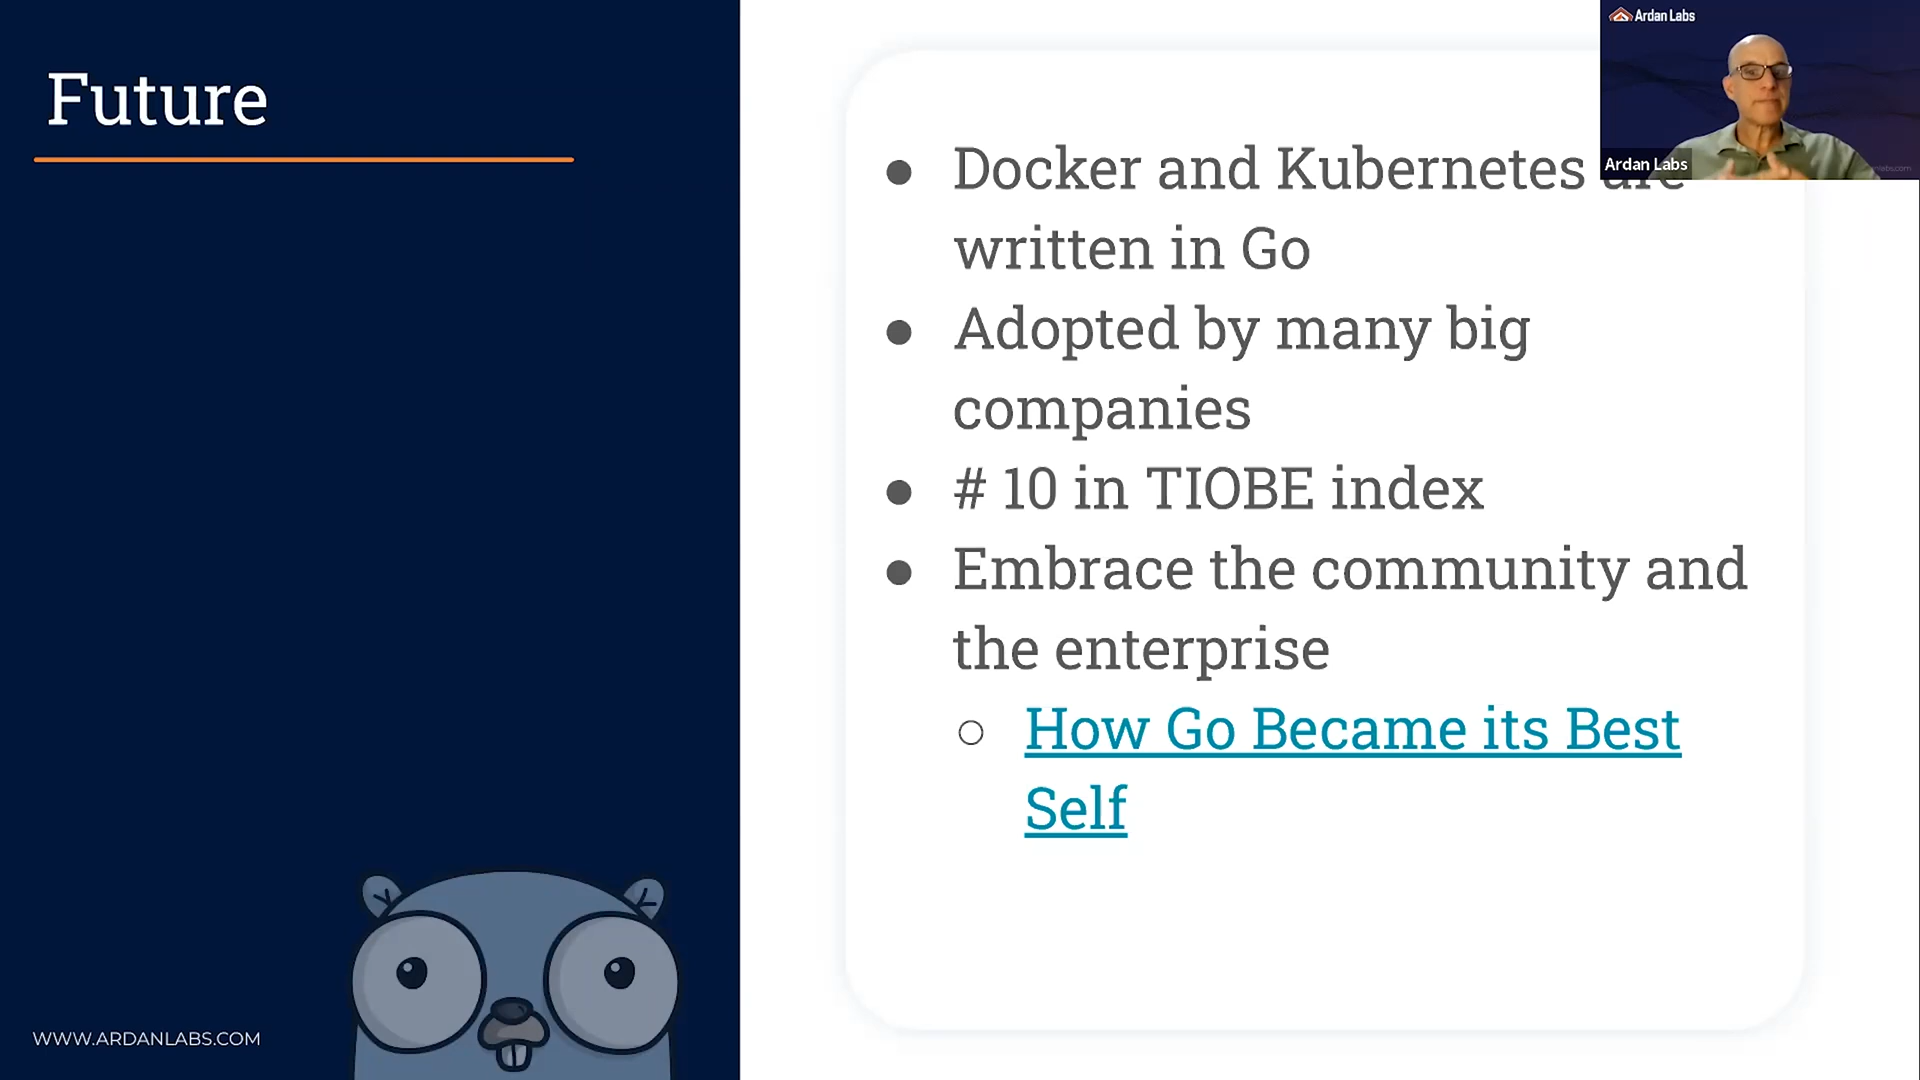 Future
Ardan Labs
Ardan Labs
● Docker and Kubernetes are
written in Go
● Adopted by many big
companies
● # 10 in TIOBE index
● Embrace the community and
the enterprise
○ How Go Became its Best
Self
WWW.ARDANLABS.COM